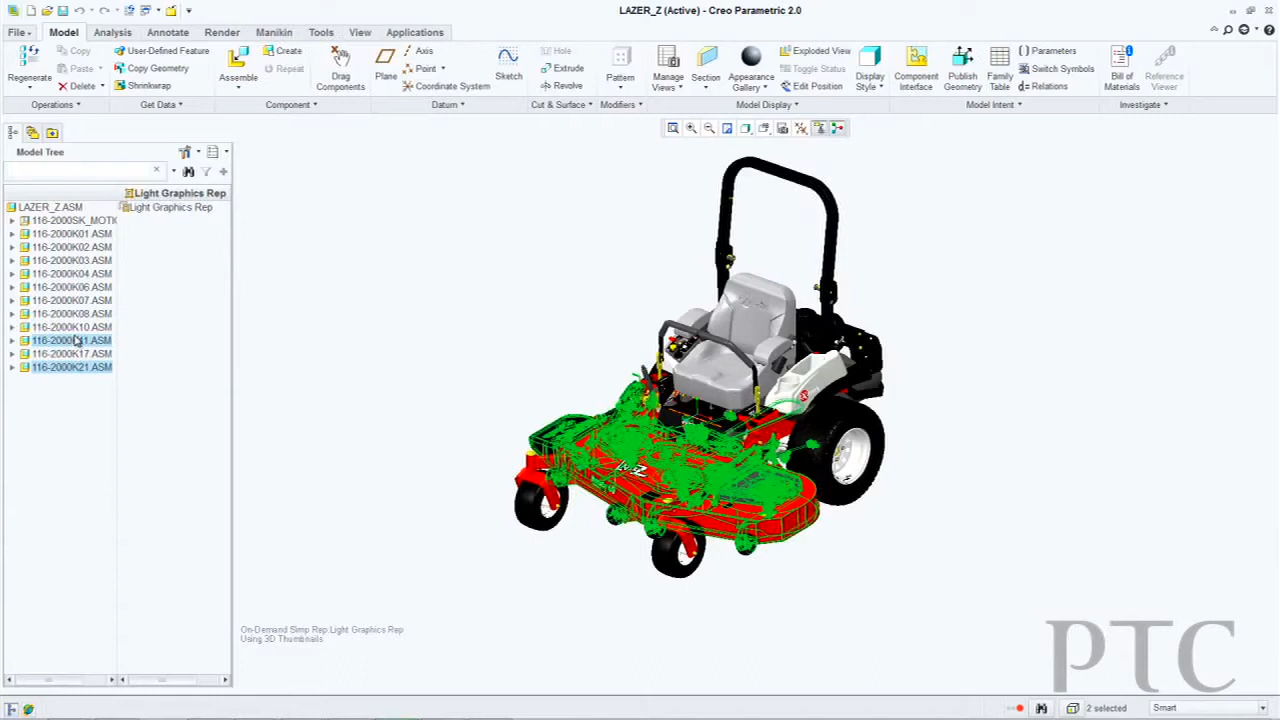 LAZER_Z (Active) - Creo Parametric 2.0
File Model Analysis Annotate Render Manikin Tools View Applications
Regenerate Copy Paste Delete
User-Defined Feature Copy Geometry Shrinkwrap
Assemble Create Repeat Drag Components
Plane Axis Point Coordinate System Sketch
Hole Extrude Revolve
Pattern
Manage Views Section Appearance Gallery Exploded View Toggle Status Edit Position Display Style
Component Interface Publish Geometry Family Table Parameters Switch Symbols Relations
Bill of Materials Reference Viewer
Operations Get Data Component Datum Cut & Surface Modifiers Model Display Model Intent Investigate
Model Tree
Light Graphics Rep
LAZER_Z.ASM Light Graphics Rep
116-2000SK_MOTIO
116-2000K01.ASM
116-2000K02.ASM
116-2000K03.ASM
116-2000K04.ASM
116-2000K06.ASM
116-2000K07.ASM
116-2000K08.ASM
116-2000K10.ASM
116-2000K11.ASM
116-2000K17.ASM
116-2000K21.ASM
On-Demand Simp Rep:Light Graphics Rep
Using 3D Thumbnails
PTC
2 selected Smart